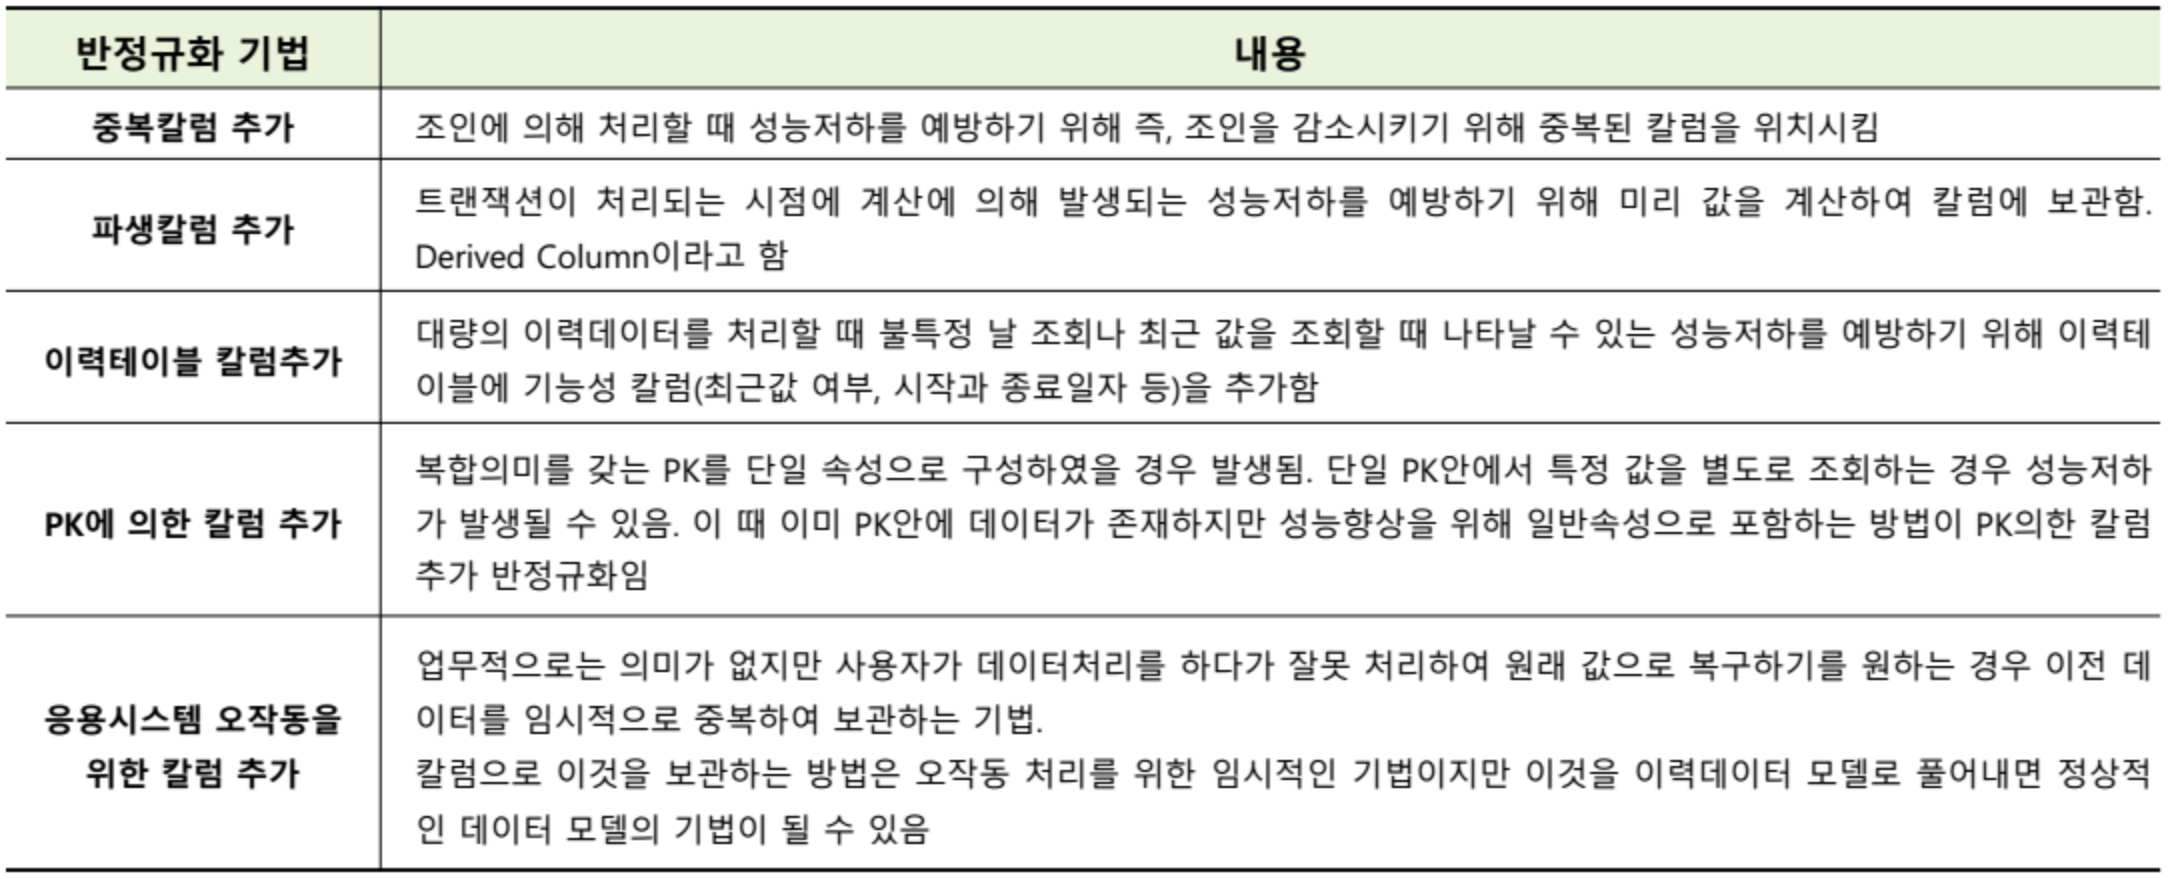 반정규화 기법
내용
중복칼럼 추가
조인에 의해 처리할 때 성능저하를 예방하기 위해 즉, 조인을 감소시키기 위해 중복된 칼럼을 위치시킴
파생칼럼 추가
트랜잭션이 처리되는 시점에 계산에 의해 발생되는 성능저하를 예방하기 위해 미리 값을 계산하여 칼럼에 보관함.
Derived Column이라고 함
이력테이블 칼럼추가
대량의 이력데이터를 처리할 때 불특정 날 조회나 최근 값을 조회할 때 나타날 수 있는 성능저하를 예방하기 위해 이력테
이블에 기능성 칼럼(최근값 여부, 시작과 종료일자 등)을 추가함
PK에 의한 칼럼 추가
복합의미를 갖는 PK를 단일 속성으로 구성하였을 경우 발생됨. 단일 PK안에서 특정 값을 별도로 조회하는 경우 성능저하
가 발생될 수 있음. 이 때 이미 PK안에 데이터가 존재하지만 성능향상을 위해 일반속성으로 포함하는 방법이 PK의한 칼럼
추가 반정규화임
응용시스템 오작동을
위한 칼럼 추가
업무적으로는 의미가 없지만 사용자가 데이터처리를 하다가 잘못 처리하여 원래 값으로 복구하기를 원하는 경우 이전 데
이터를 임시적으로 중복하여 보관하는 기법.
칼럼으로 이것을 보관하는 방법은 오작동 처리를 위한 임시적인 기법이지만 이것을 이력데이터 모델로 풀어내면 정상적
인 데이터 모델의 기법이 될 수 있음